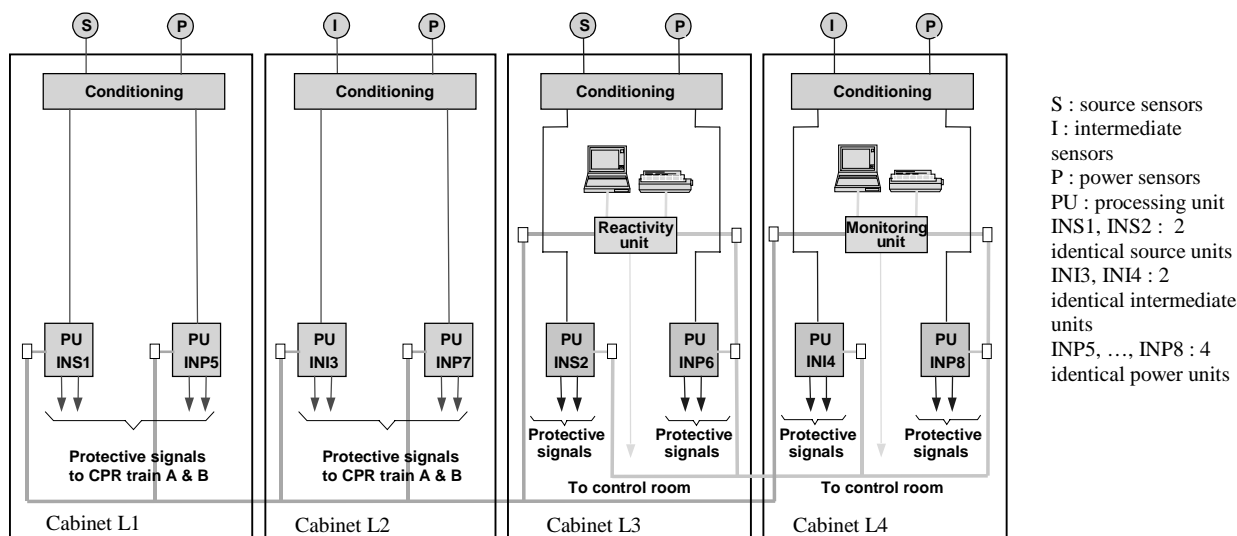 S P I P S P I P
Conditioning Conditioning Conditioning Conditioning
Reactivity
unit
Monitoring
unit
PU
INS1
PU
INP5
PU
INI3
PU
INP7
PU
INS2
PU
INP6
PU
INI4
PU
INP8
Protective signals
to CPR train A & B
Protective signals
to CPR train A & B
Protective
signals
Protective
signals
Protective
signals
Protective
signals
To control room
To control room
Cabinet L1
Cabinet L2
Cabinet L3
Cabinet L4
S : source sensors
I : intermediate
sensors
P : power sensors
PU : processing unit
INS1, INS2 : 2
identical source units
INI3, INI4 : 2
identical intermediate
units
INP5, …, INP8 : 4
identical power units